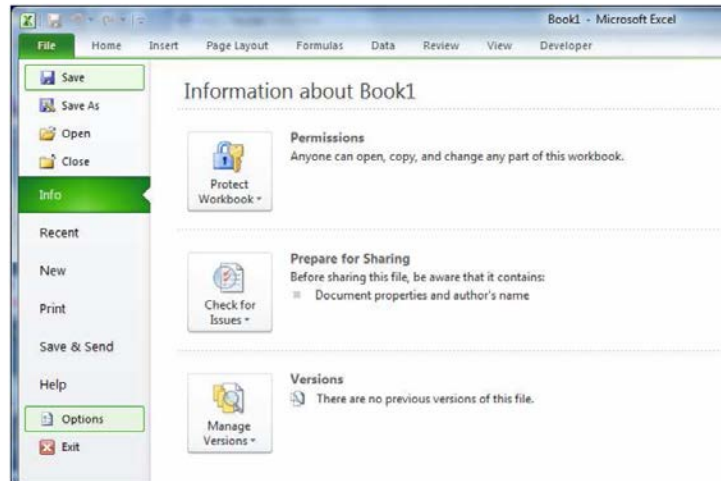 Book1 - Microsoft Excel
File Home Insert Page Layout Formulas Data Review View Developer
Save
Save As
Open
Close
Info
Recent
New
Print
Save & Send
Help
Options
Exit
Information about Book1
Protect
Workbook
Permissions
Anyone can open, copy, and change any part of this workbook.
Check for
Issues
Prepare for Sharing
Before sharing this file, be aware that it contains:
Document properties and author's name
Manage
Versions
Versions
There are no previous versions of this file.